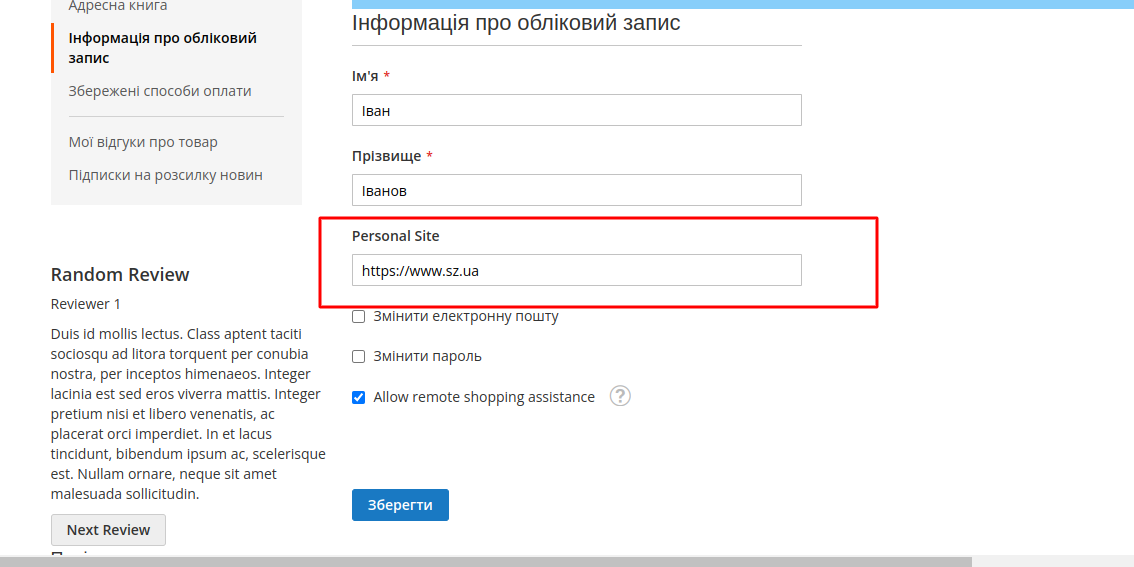 Адресна книга
Інформація про обліковий
запис
Збережені способи оплати
Мої відгуки про товар
Підписки на розсилку новин
Random Review
Reviewer 1
Duis id mollis lectus. Class aptent taciti
sociosqu ad litora torquent per conubia
nostra, per inceptos himenaeos. Integer
lacinia est sed eros viverra mattis. Integer
pretium nisi et libero venenatis, ac
placerat orci imperdiet. In et lacus
tincidunt, bibendum ipsum ac, scelerisque
est. Nullam ornare, neque sit amet
malesuada sollicitudin.
Next Review
Інформація про обліковий запис
Ім'я *
Іван
Прізвище *
Іванов
Personal Site
https://www.sz.ua
Змінити електронну пошту
Змінити пароль
Allow remote shopping assistance ?
Зберегти